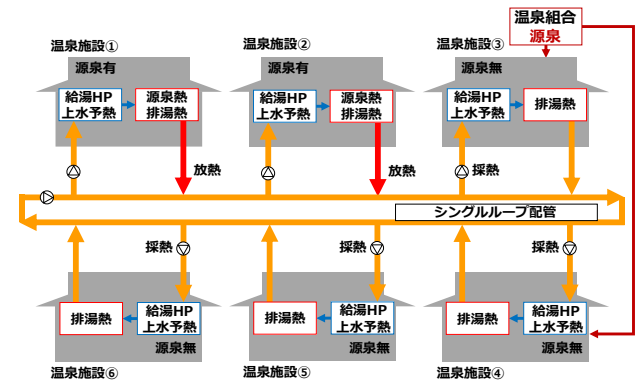 温泉組合
源泉
温泉施設①
温泉施設②
温泉施設③
源泉有
源泉有
源泉無
給湯HP
上水予熱
源泉熱
排湯熱
給湯HP
上水予熱
源泉熱
排湯熱
給湯HP
上水予熱
排湯熱
放熱
放熱
採熱
シングルループ配管
採熱
採熱
採熱
排湯熱
給湯HP
上水予熱
排湯熱
給湯HP
上水予熱
排湯熱
給湯HP
上水予熱
源泉無
源泉無
源泉無
温泉施設⑥
温泉施設⑤
温泉施設④